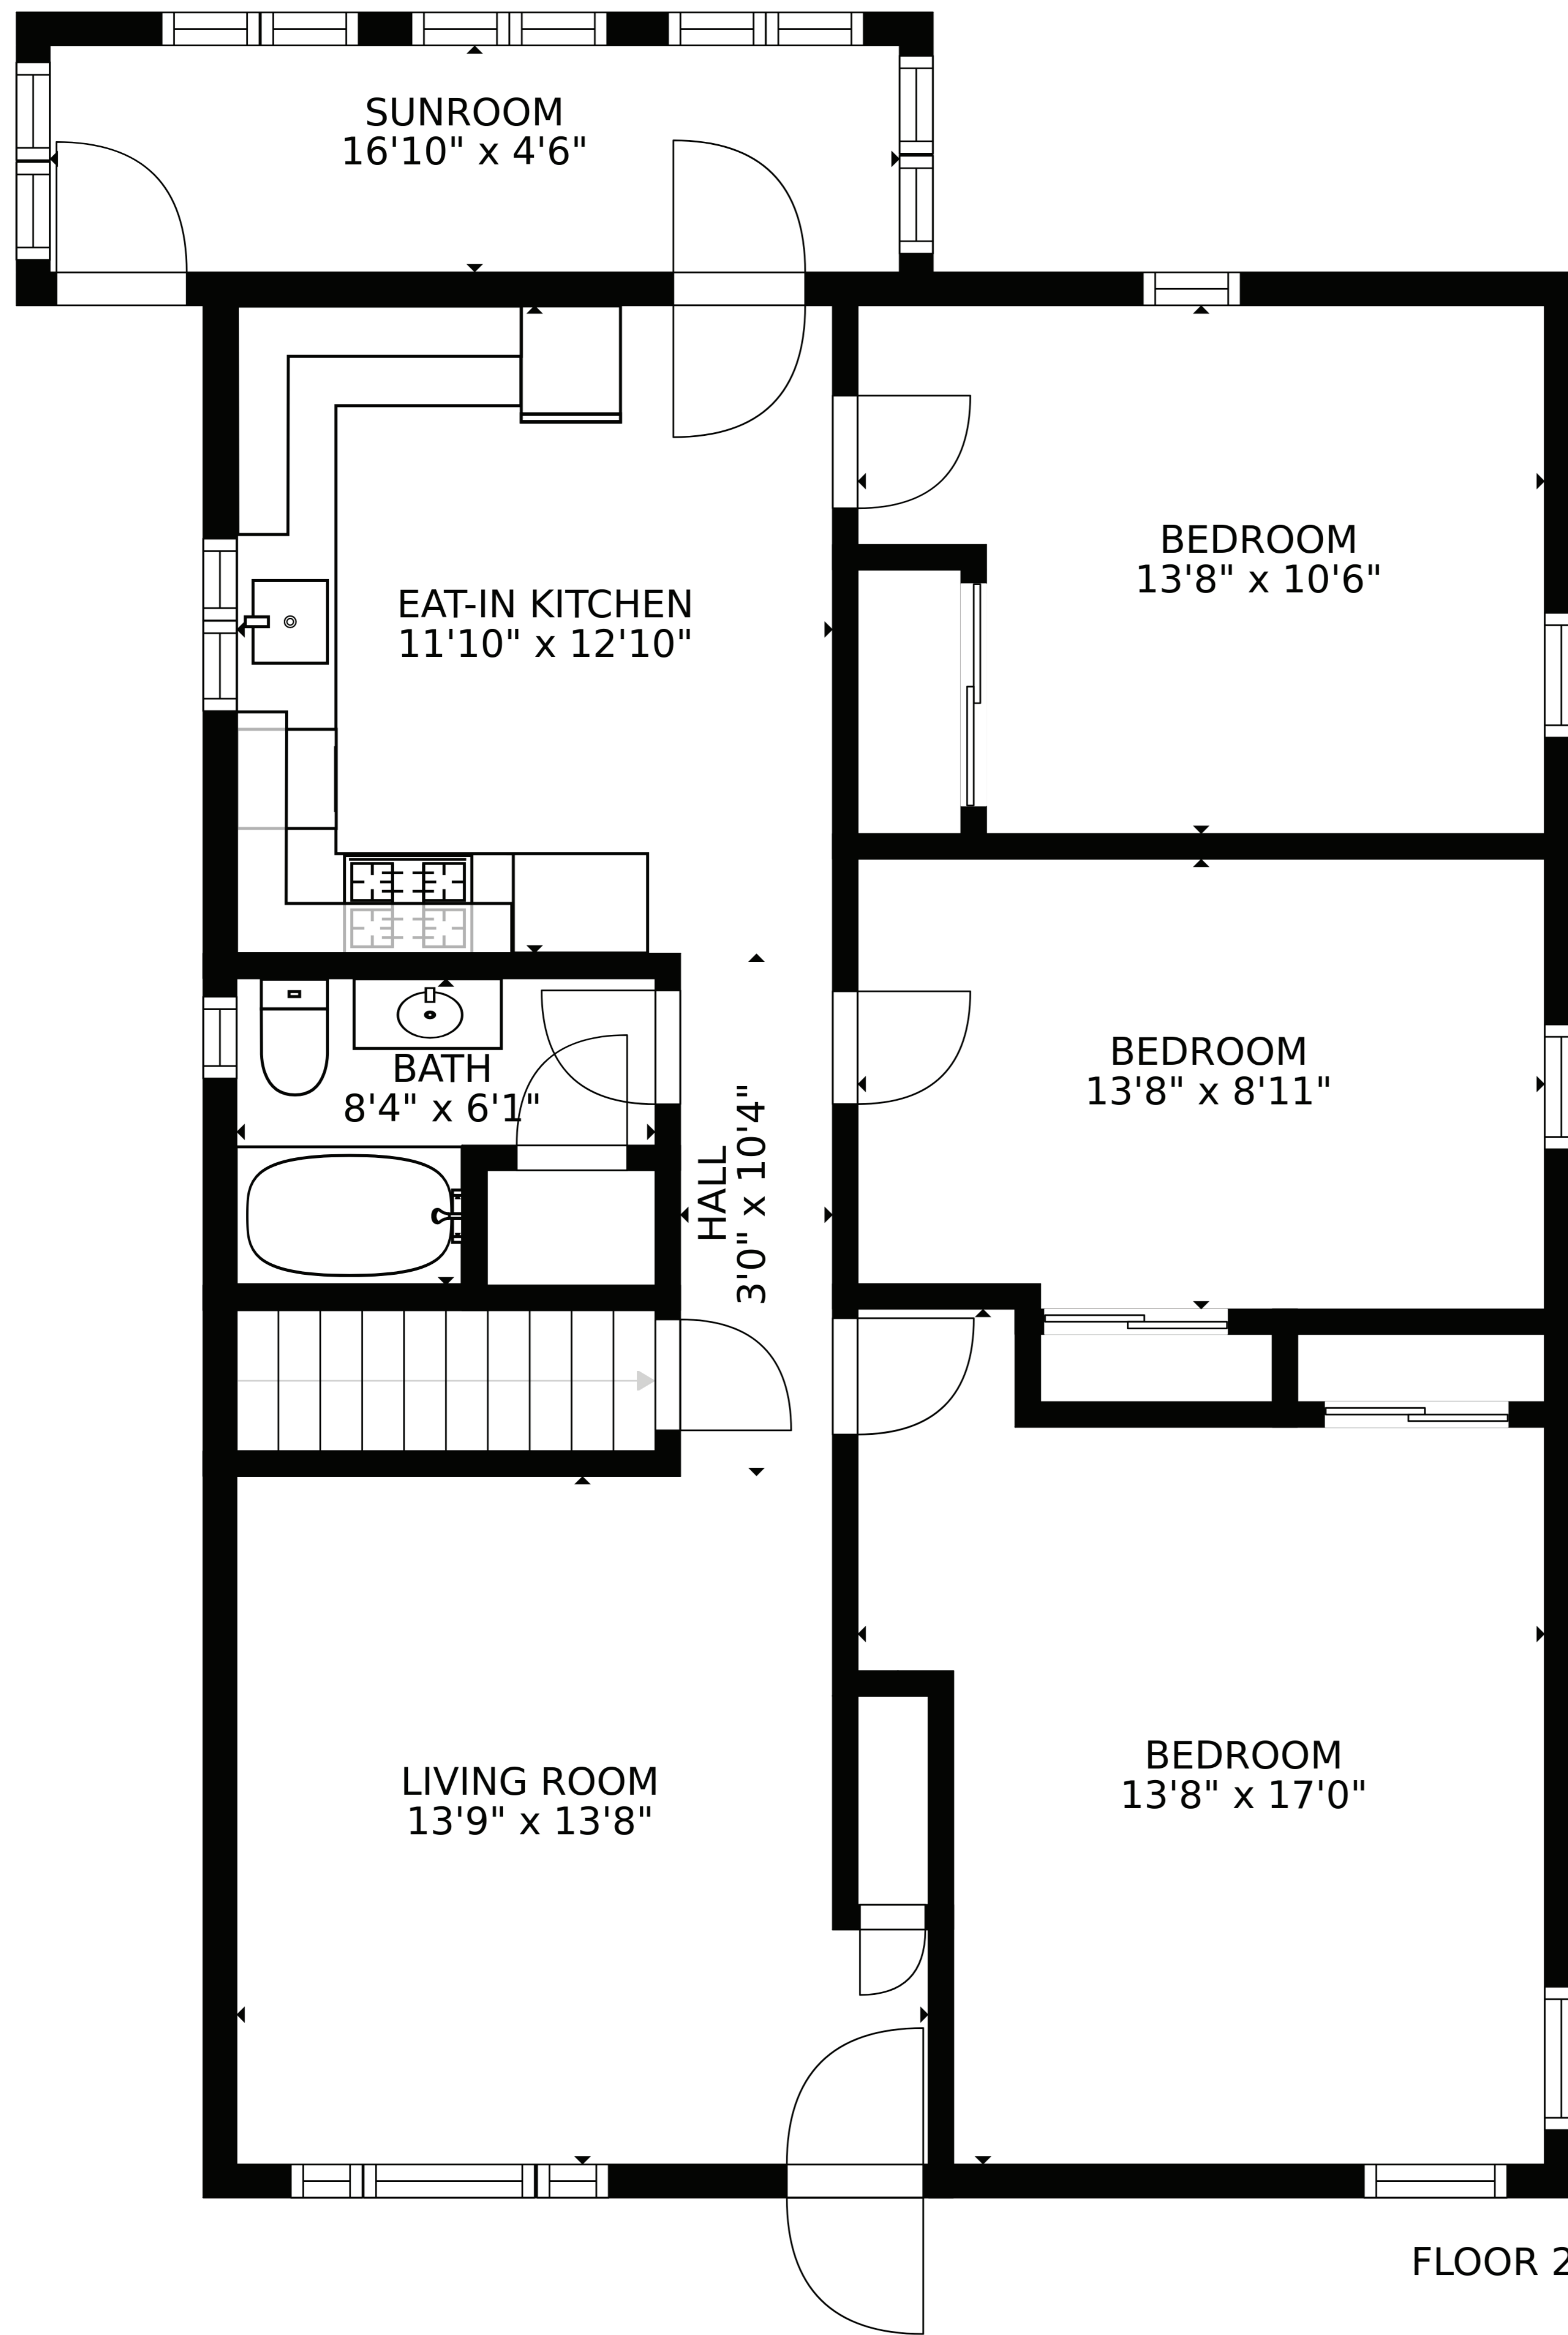 SUNROOM
16'10" x 4'6"
EAT-IN KITCHEN
11'10" x 12'10"
BEDROOM
13'8" x 10'6"
BEDROOM
13'8" x 8'11"
BATH
8'4" x 6'1"
HALL
3'0" x 10'4"
LIVING ROOM
13'9" x 13'8"
BEDROOM
13'8" x 17'0"
FLOOR 2